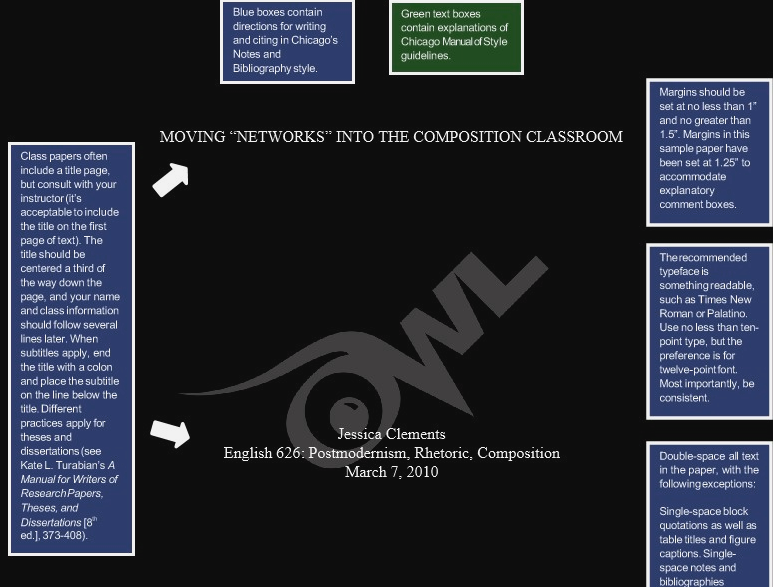 Blue boxes contain
directions for writing
and citing in Chicago's
Notes and
Bibliography style.
Green text boxes
contain explanations of
Chicago Manual of Style
guidelines.
Margins should be
set at no less than 1”
and no greater than
1.5”. Margins in this
sample paper have
been set at 1.25” to
accommodate
explanatory
comment boxes.
MOVING “NETWORKS” INTO THE COMPOSITION CLASSROOM
Class papers often
include a title page,
but consult with your
instructor (it's
acceptable to include
the title on the first
page of text). The
title should be
centered a third of
the way down the
page, and your name
and class information
should follow several
lines later. When
subtitles apply, end
the title with a colon
and place the subtitle
on the line below the
title. Different
practices apply for
theses and
dissertations (see
Kate L. Turabian's A
Manual for Writers of
Research Papers,
Theses, and
Dissertations [8th
ed.], 373-408).
The recommended
typeface is
something readable,
such as Times New
Roman or Palatino.
Use no less than ten-
point type, but the
preference is for
twelve-point font.
Most importantly, be
consistent.
OWL
Jessica Clements
English 626: Postmodernism, Rhetoric, Composition
March 7, 2010
Double-space all text
in the paper, with the
following exceptions:
Single-space block
quotations as well as
table titles and figure
captions. Single-
space notes and
bibliographies